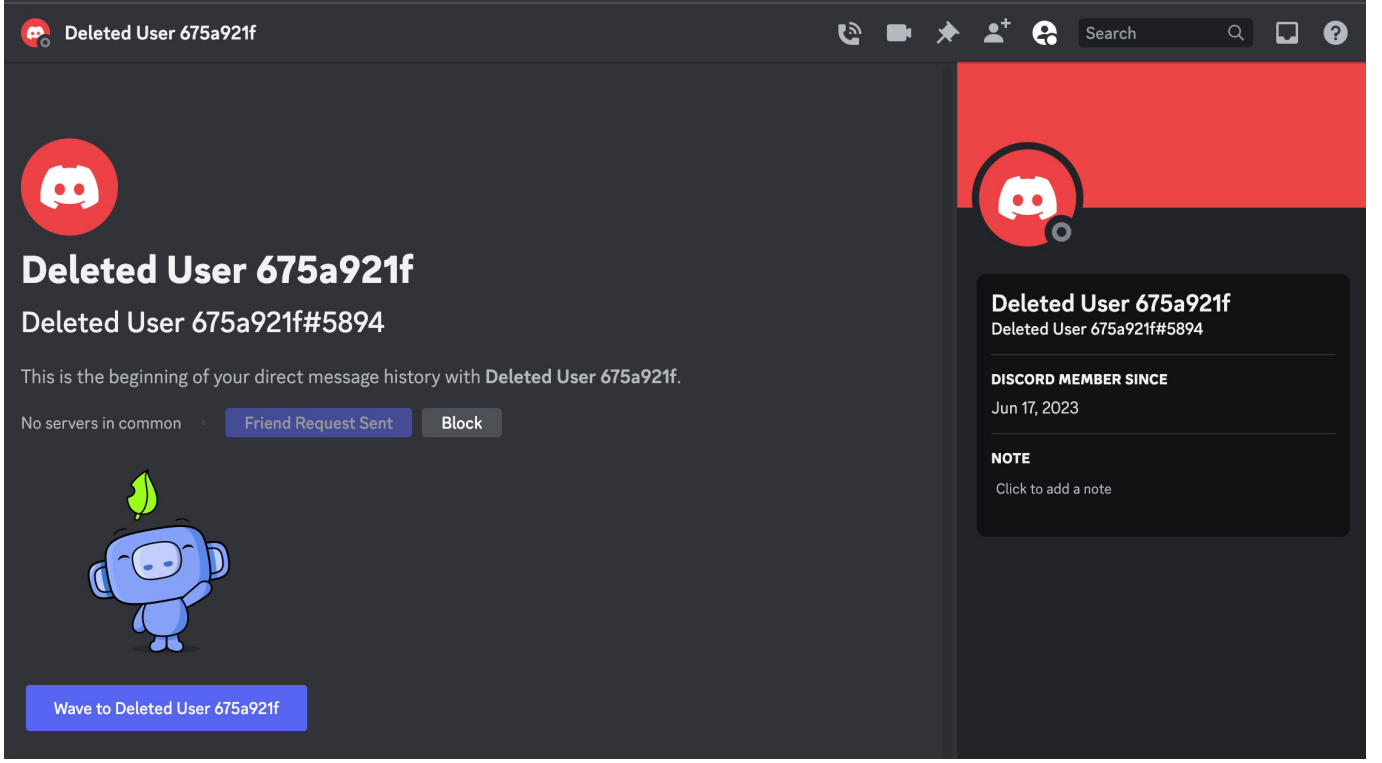 Deleted User 675a921f
Search
Deleted User 675a921f
Deleted User 675a921f#5894
This is the beginning of your direct message history with Deleted User 675a921f.
No servers in common
Friend Request Sent
Block
Wave to Deleted User 675a921f
Deleted User 675a921f
Deleted User 675a921f#5894
DISCORD MEMBER SINCE
Jun 17, 2023
NOTE
Click to add a note